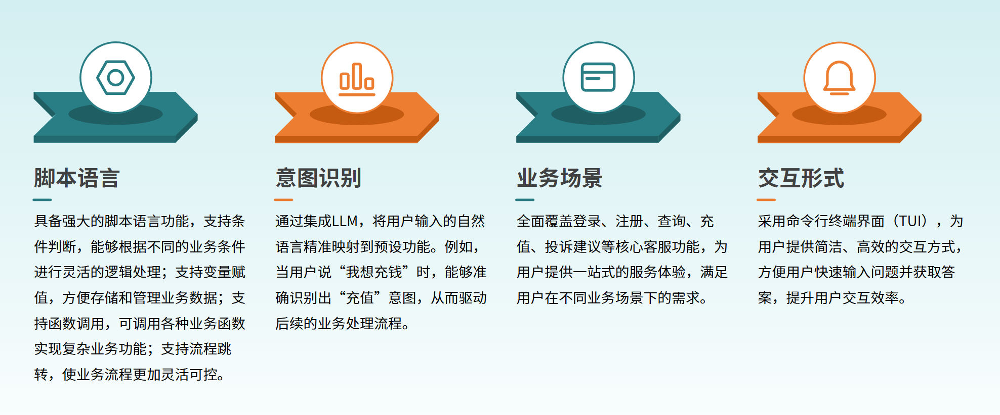 脚本语言
具备强大的脚本语言功能，支持条
件判断，能够根据不同的业务条件
进行灵活的逻辑处理；支持变量赋
值，方便存储和管理业务数据；支
持函数调用，可调用各种业务函数
实现复杂业务功能；支持流程跳
转，使业务流程更加灵活可控。
意图识别
通过集成LLM，将用户输入的自然
语言精准映射到预设功能。例如，
当用户说“我想充钱”时，能够准
确识别出“充值”意图，从而驱动
后续的业务处理流程。
业务场景
全面覆盖登录、注册、查询、充
值、投诉建议等核心客服功能，为
用户提供一站式的服务体验，满足
用户在不同业务场景下的需求。
交互形式
采用命令行终端界面（TUI），为
用户提供简洁、高效的交互方式，
方便用户快速输入问题并获取答
案，提升用户交互效率。